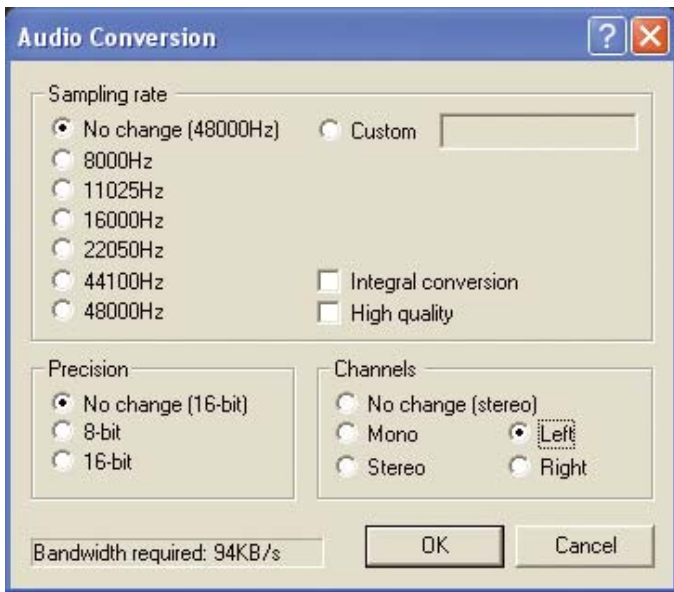 Audio Conversion
Sampling rate
No change (48000Hz)
Custom
8000Hz
11025Hz
16000Hz
22050Hz
44100Hz
Integral conversion
48000Hz
High quality
Precision
No change (16-bit)
8-bit
16-bit
Channels
No change (stereo)
Mono
Left
Stereo
Right
Bandwidth required: 94KB/s
OK
Cancel